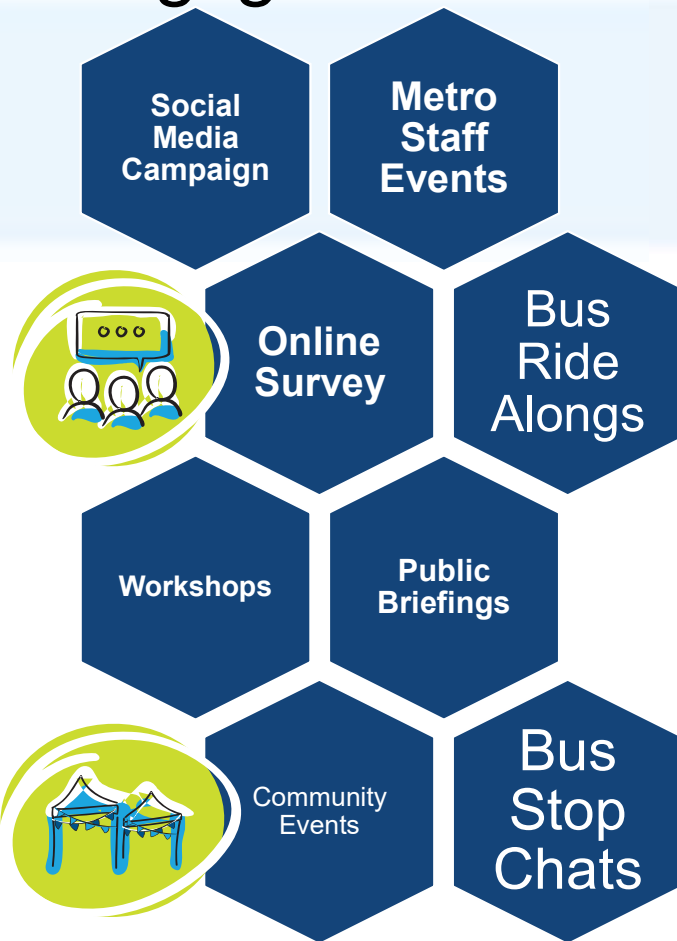 Social
Media
Campaign
Metro
Staff
Events
Online
Survey
Bus
Ride
Alongs
Workshops
Public
Briefings
Community
Events
Bus
Stop
Chats